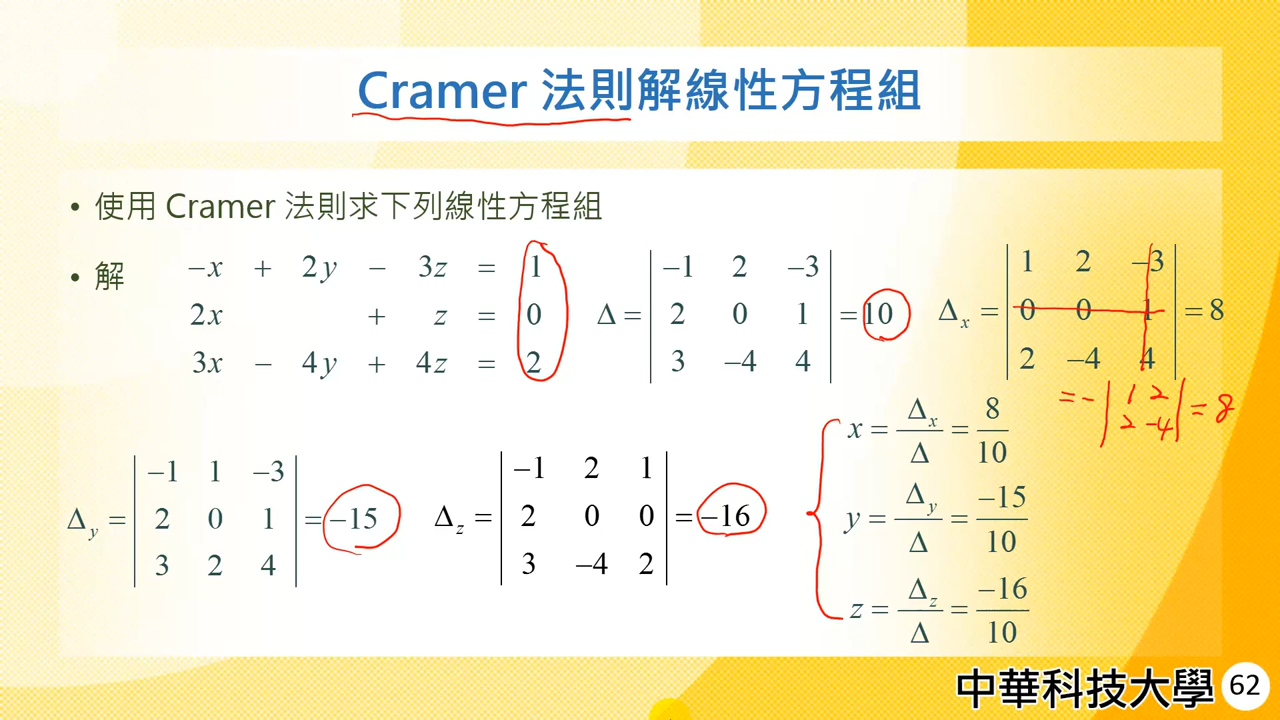 Cramer 法則解線性方程組
• 使用 Cramer 法則求下列線性方程組
• 解
−x + 2y − 3z = 1
2x + z = 0
3x − 4y + 4z = 2
Δ = | −1 2 −3 | = 10
| 2 0 1 |
| 3 −4 4 |
Δx = | 1 2 −3 | = 8
| 0 0 1 |
| 2 −4 4 |
= − | 1 2 | = 8
| 2 −4 |
Δy = | −1 1 −3 | = −15
| 2 0 1 |
| 3 2 4 |
Δz = | −1 2 1 | = −16
| 2 0 0 |
| 3 −4 2 |
x = Δx / Δ = 8 / 10
y = Δy / Δ = −15 / 10
z = Δz / Δ = −16 / 10
中華科技大學 62